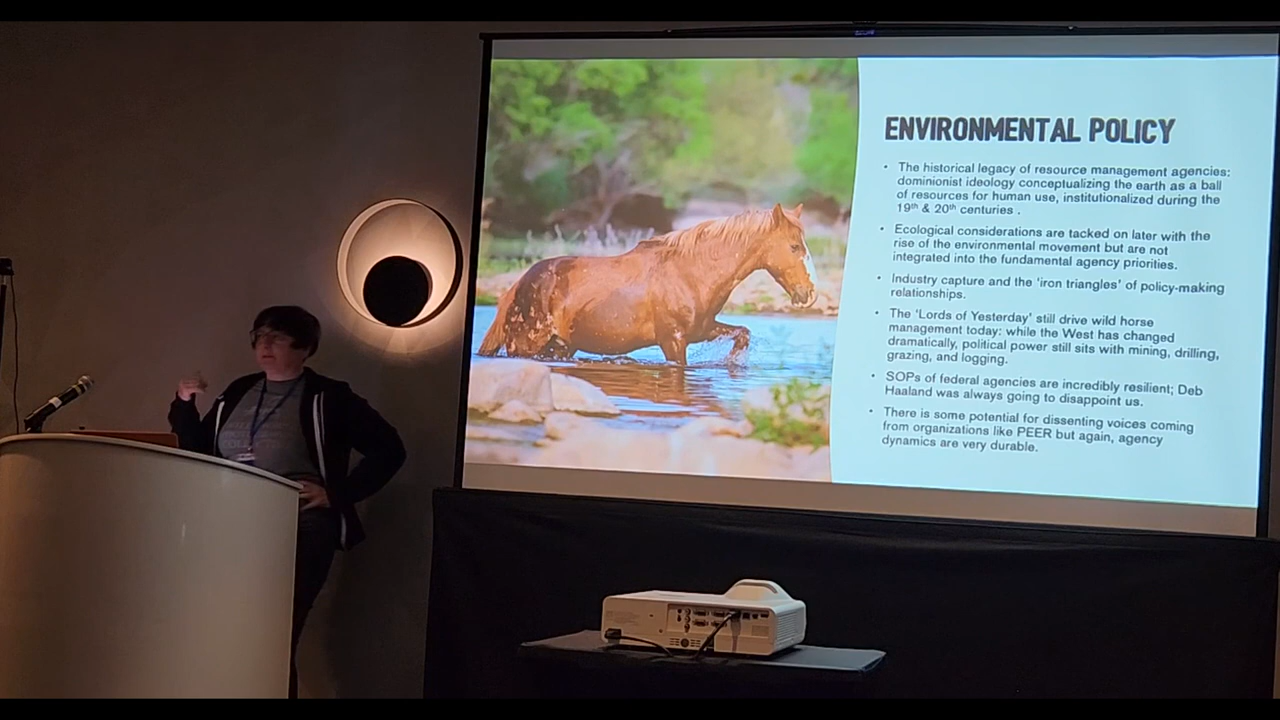 ENVIRONMENTAL POLICY
• The historical legacy of resource management agencies:
dominionist ideology conceptualizing the earth as a ball
of resources for human use, institutionalized during the
19th & 20th centuries .
• Ecological considerations are tacked on later with the
rise of the environmental movement but are not
integrated into the fundamental agency priorities.
• Industry capture and the 'iron triangles' of policy-making
relationships.
• The 'Lords of Yesterday' still drive wild horse
management today: while the West has changed
dramatically, political power still sits with mining, drilling,
grazing, and logging.
• SOPs of federal agencies are incredibly resilient; Deb
Haaland was always going to disappoint us.
• There is some potential for dissenting voices coming
from organizations like PEER but again, agency
dynamics are very durable.